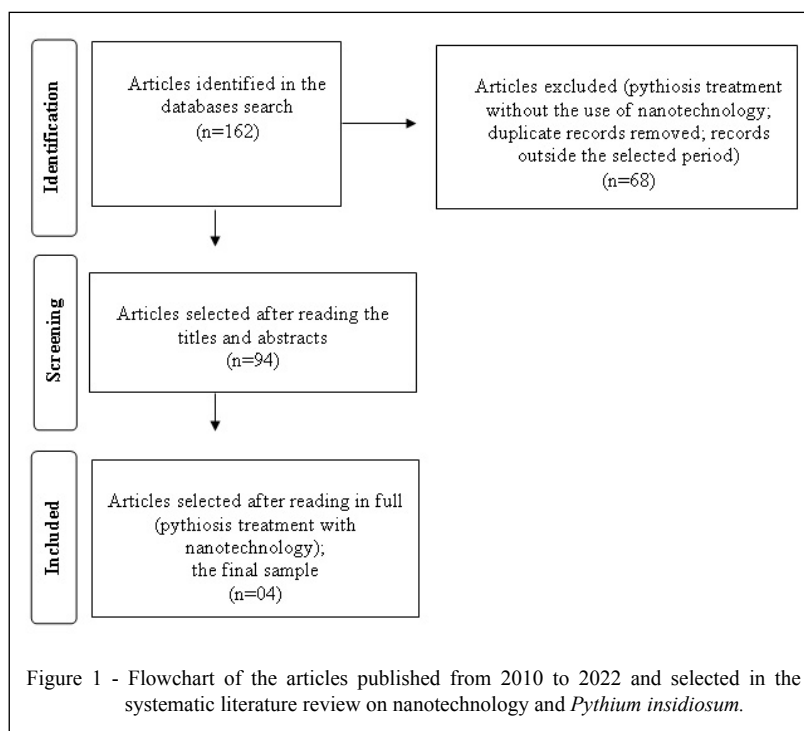 Identification
Articles identified in the
databases search
(n=162)
Articles excluded (pythiosis treatment
without the use of nanotechnology;
duplicate records removed; records
outside the selected period)
(n=68)
Screening
Articles selected after reading the
titles and abstracts
(n=94)
Included
Articles selected after reading in full
(pythiosis treatment with
nanotechnology);
the final sample
(n=04)
Figure 1 - Flowchart of the articles published from 2010 to 2022 and selected in the
systematic literature review on nanotechnology and Pythium insidiosum.